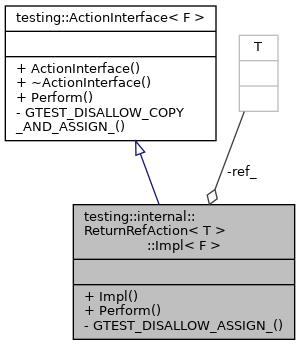 testing::ActionInterface< F >
+ ActionInterface()
+ ~ActionInterface()
+ Perform()
- GTEST_DISALLOW_COPY
_AND_ASSIGN_()
T
-ref_
testing::internal::
ReturnRefAction< T >
::Impl< F >
+ Impl()
+ Perform()
- GTEST_DISALLOW_ASSIGN_()